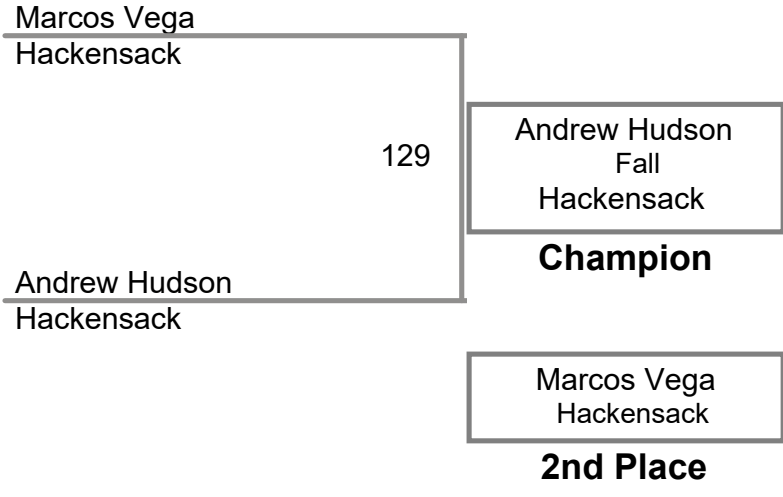 Marcos Vega
Hackensack
129
Andrew Hudson
Fall
Hackensack
Champion
Andrew Hudson
Hackensack
Marcos Vega
Hackensack
2nd Place